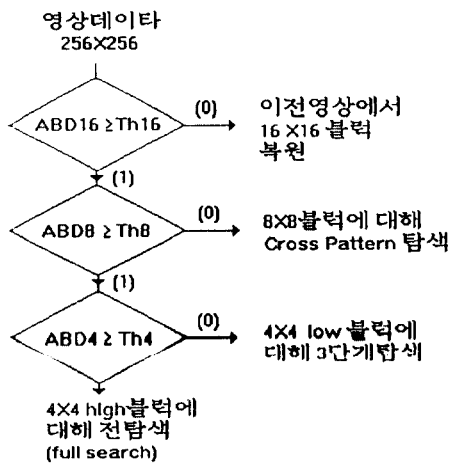 영상데이타
256X256
ABD16 ≥ Th16
(0)
이전영상에서
16 X16 블럭
복원
(1)
ABD8 ≥ Th8
(0)
8X8블럭에 대해
Cross Pattern 탐색
(1)
ABD4 ≥ Th4
(0)
4X4 low 블럭에
대해 3단계탐색
4X4 high블럭에
대해 전탐색
(full search)